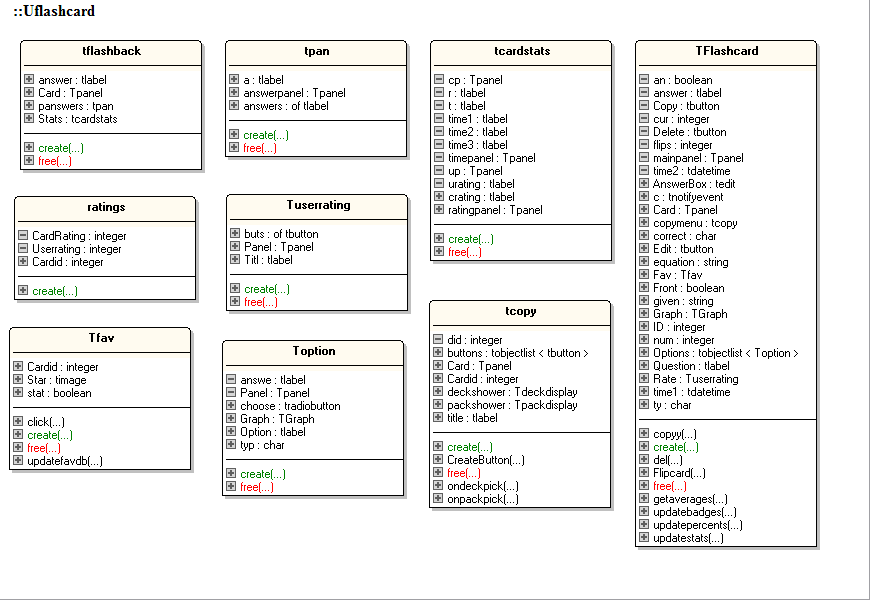 ::Uflashcard
tflashback
answer : tlabel
Card : Tpanel
panswers : tpan
Stats : tcardstats
create(...)
free(...)
tpan
a : tlabel
answerpanel : Tpanel
answers : of tlabel
create(...)
free(...)
tcardstats
cp : Tpanel
r : tlabel
t : tlabel
time1 : tlabel
time2 : tlabel
time3 : tlabel
timepanel : Tpanel
up : Tpanel
urating : tlabel
crating : tlabel
ratingpanel : Tpanel
create(...)
free(...)
TFlashcard
an : boolean
answer : tlabel
Copy : tbutton
cur : integer
Delete : tbutton
flips : integer
mainpanel : Tpanel
time2 : tdatetime
AnswerBox : tedit
c : tnotifyevent
Card : Tpanel
copymenu : tcopy
correct : char
Edit : tbutton
equation : string
Fav : Tfav
Front : boolean
given : string
Graph : TGraph
ID : integer
num : integer
Options : tobjectlist < Toption >
Question : tlabel
Rate : Tuserrating
time1 : tdatetime
ty : char
copyy(...)
create(...)
del(...)
Flipcard(...)
free(...)
getaverages(...)
updatebadges(...)
updatepercents(...)
updatestats(...)
ratings
CardRating : integer
Userrating : integer
Cardid : integer
create(...)
Tuserrating
buts : of tbutton
Panel : Tpanel
Titl : tlabel
create(...)
free(...)
Tfav
Cardid : integer
Star : timage
stat : boolean
click(...)
create(...)
free(...)
updatefavdb(...)
Toption
answe : tlabel
Panel : Tpanel
choose : tradiobutton
Graph : TGraph
Option : tlabel
typ : char
create(...)
free(...)
tcopy
did : integer
buttons : tobjectlist < tbutton >
Card : Tpanel
Cardid : integer
deckshower : Tdeckdisplay
packshower : Tpackdisplay
title : tlabel
create(...)
CreateButton(...)
free(...)
ondeckpick(...)
onpackpick(...)